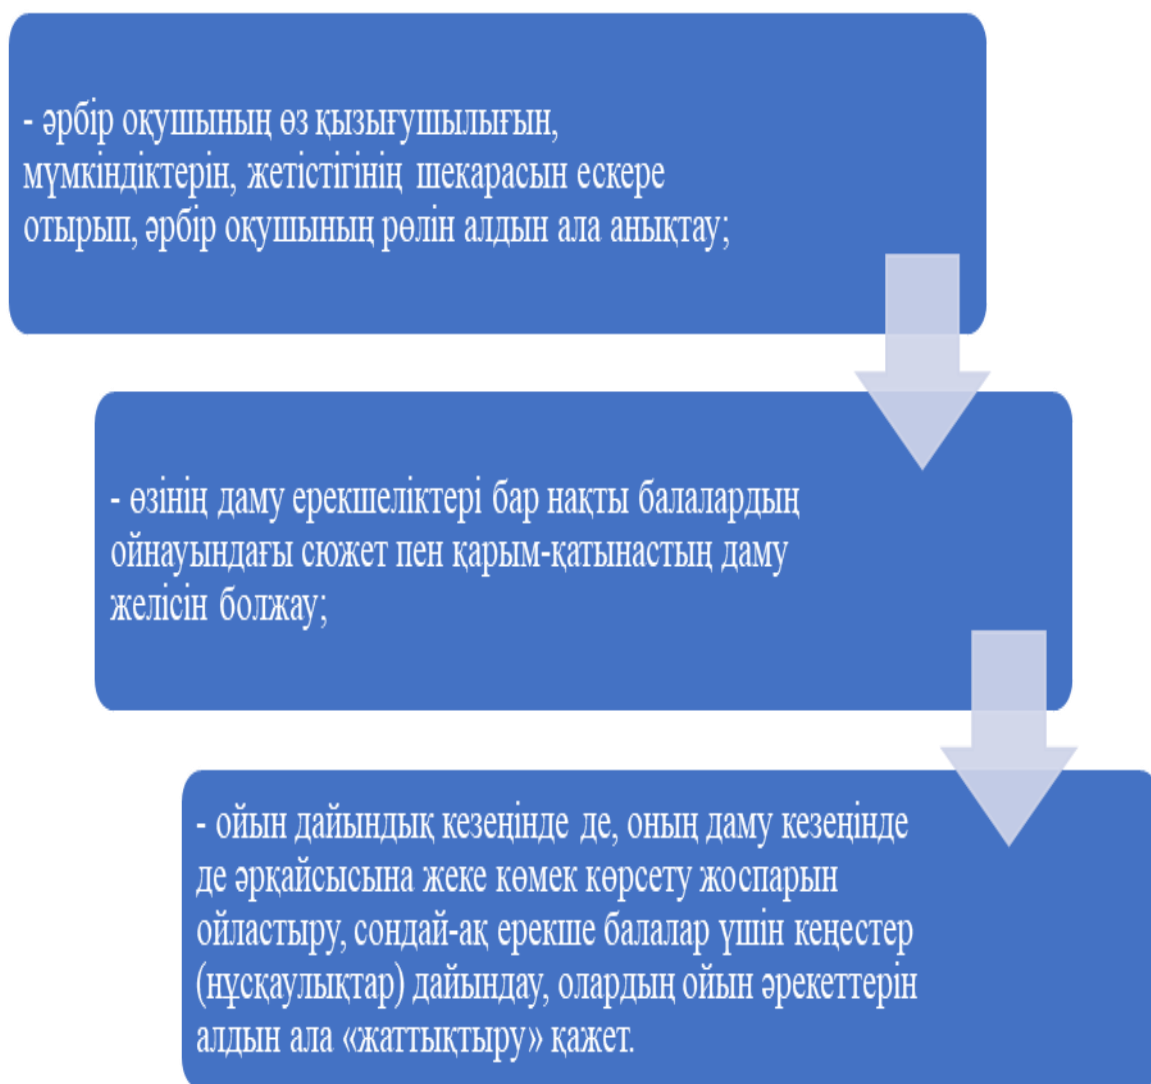 - әрбір оқушының өз қызығушылығын,
мүмкіндіктерін, жетістігінің шекарасын ескере
отырып, әрбір оқушының рөлін алдын ала анықтау;
- өзінің даму ерекшеліктері бар нақты балалардың
ойнауындағы сюжет пен қарым-қатынастың даму
желісін болжау;
- ойын дайындық кезеңінде де, оның даму кезеңінде
де әрқайсысына жеке көмек көрсету жоспарын
ойластыру, сондай-ақ ерекше балалар үшін кеңестер
(нұсқаулықтар) дайындау, олардың ойын әрекеттерін
алдын ала «жаттықтыру» қажет.